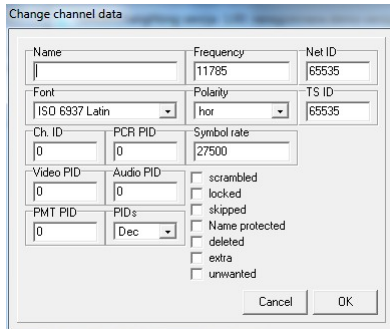 Change channel data
Name
Frequency
Net ID
11785
65535
Font
Polarity
TS ID
ISO 6937 Latin
hor
65535
Ch. ID
PCR PID
Symbol rate
0
0
27500
Video PID
Audio PID
0
0
PMT PID
PIDs
0
Dec
scrambled
locked
skipped
Name protected
deleted
extra
unwanted
Cancel
OK